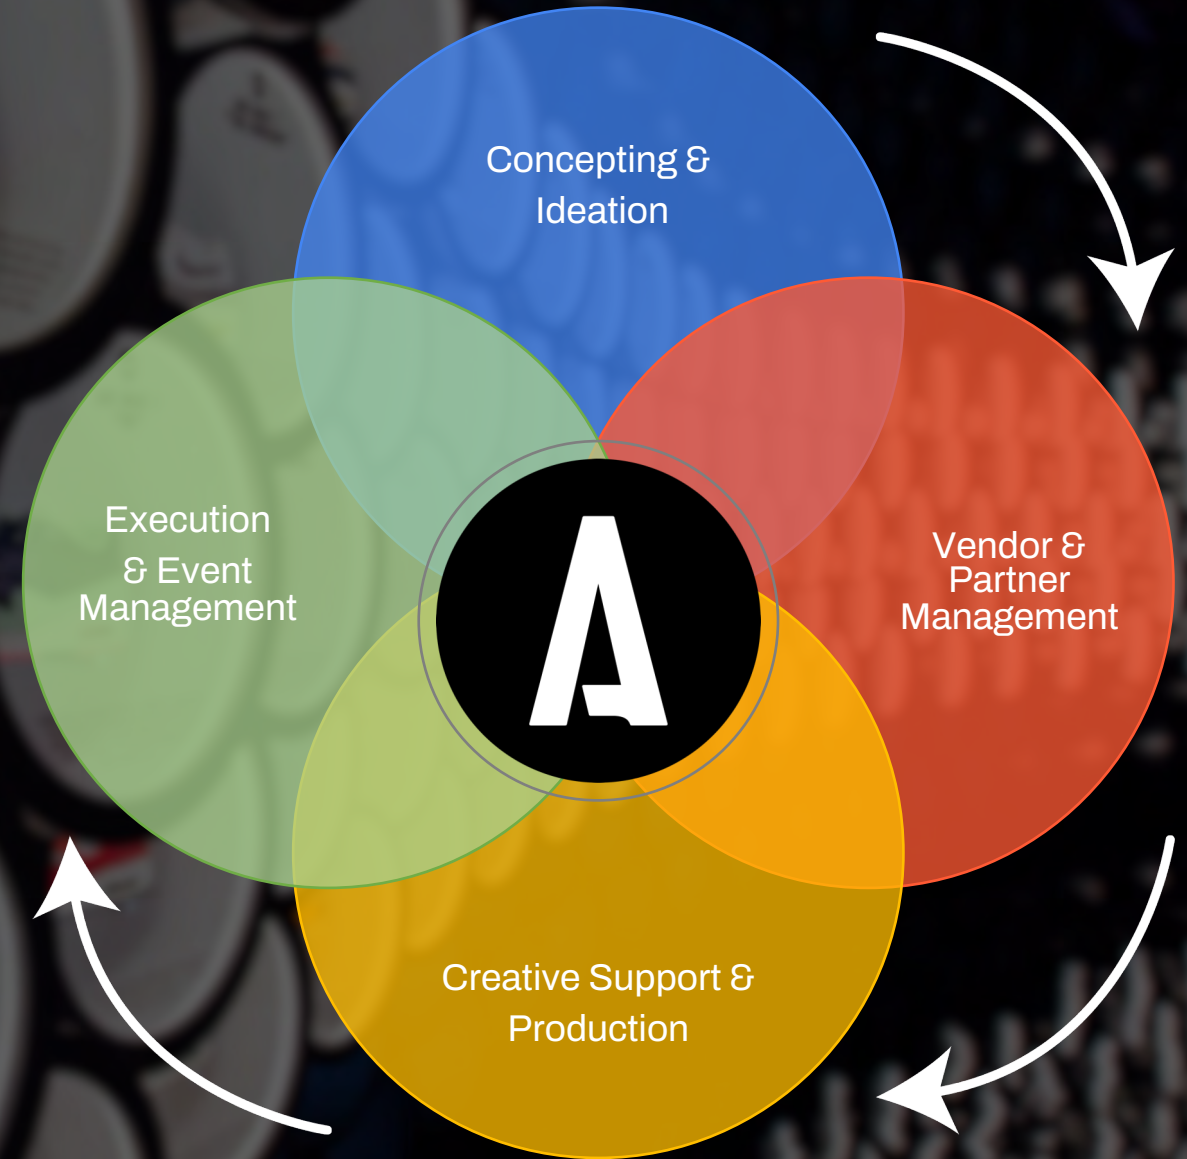 Concepting &
Ideation
Execution
& Event
Management
Vendor &
Partner
Management
A
Creative Support &
Production